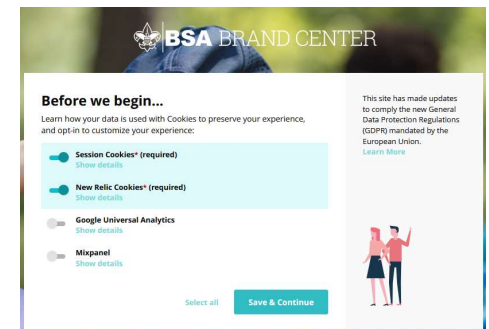 BSA BRAND CENTER
Before we begin...
Learn how your data is used with Cookies to preserve your experience,
and opt-in to customize your experience:
Session Cookies* (required)
Show details
New Relic Cookies* (required)
Show details
Google Universal Analytics
Show details
Mixpanel
Show details
Select all
Save & Continue
This site has made updates
to comply the new General
Data Protection Regulations
(GDPR) mandated by the
European Union.
Learn More